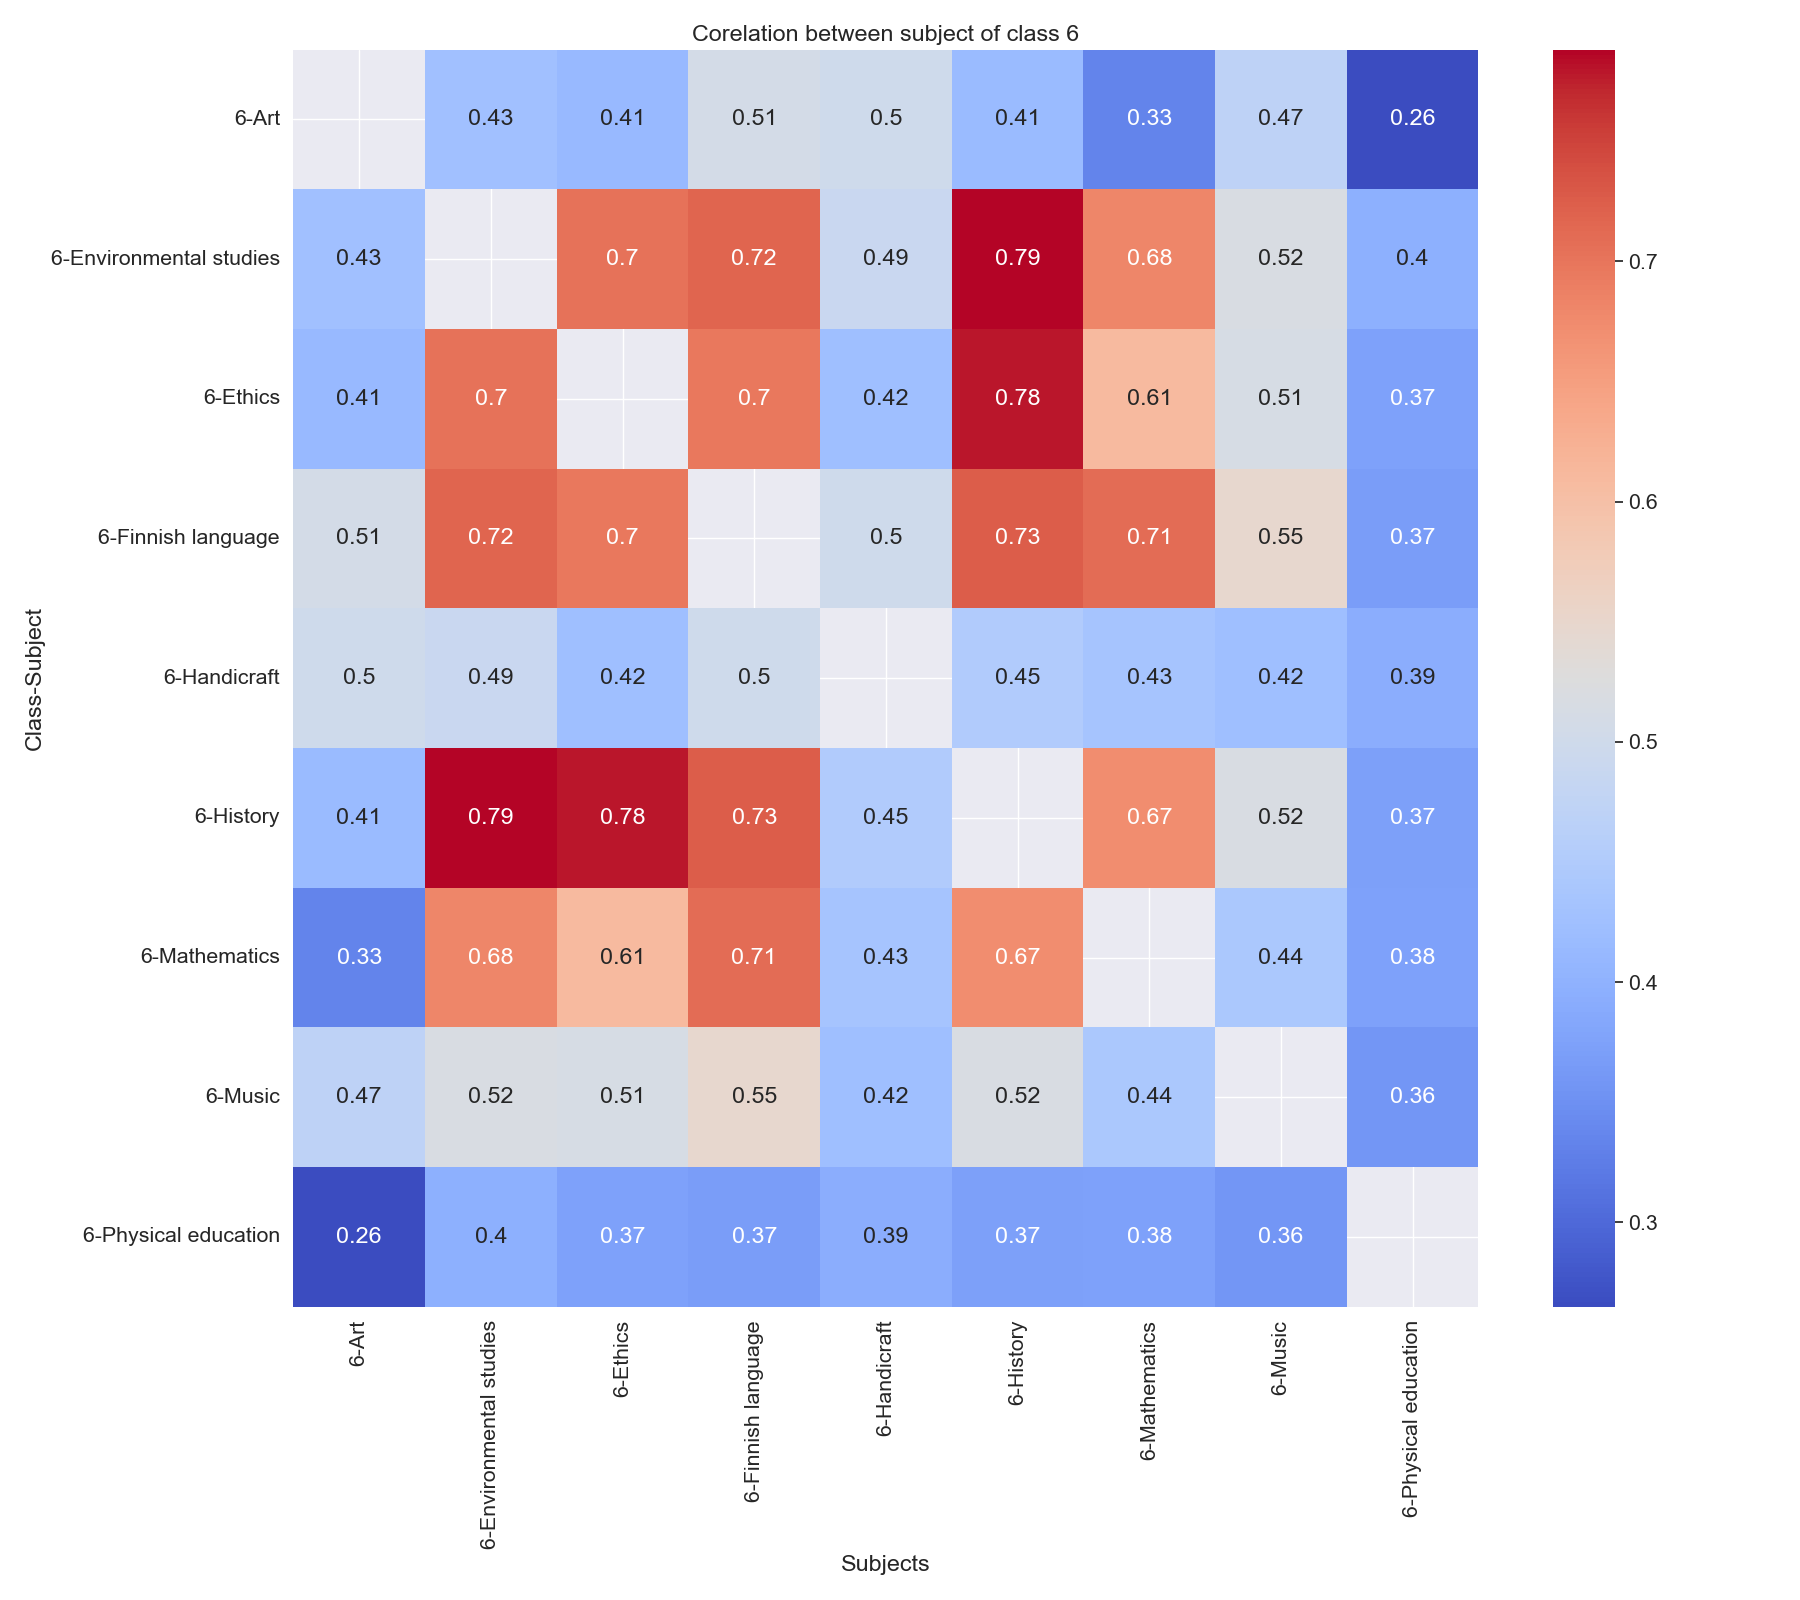 Corelation between subject of class 6
6-Art 0.43 0.41 0.51 0.5 0.41 0.33 0.47 0.26
6-Environmental studies 0.43 0.7 0.72 0.49 0.79 0.68 0.52 0.4
6-Ethics 0.41 0.7 0.7 0.42 0.78 0.61 0.51 0.37
6-Finnish language 0.51 0.72 0.7 0.5 0.73 0.71 0.55 0.37
6-Handicraft 0.5 0.49 0.42 0.5 0.45 0.43 0.42 0.39
6-History 0.41 0.79 0.78 0.73 0.45 0.67 0.52 0.37
6-Mathematics 0.33 0.68 0.61 0.71 0.43 0.67 0.44 0.38
6-Music 0.47 0.52 0.51 0.55 0.42 0.52 0.44 0.36
6-Physical education 0.26 0.4 0.37 0.37 0.39 0.37 0.38 0.36
Class-Subject
6-Art
6-Environmental studies
6-Ethics
6-Finnish language
6-Handicraft
6-History
6-Mathematics
6-Music
6-Physical education
Subjects
0.7
0.6
0.5
0.4
0.3